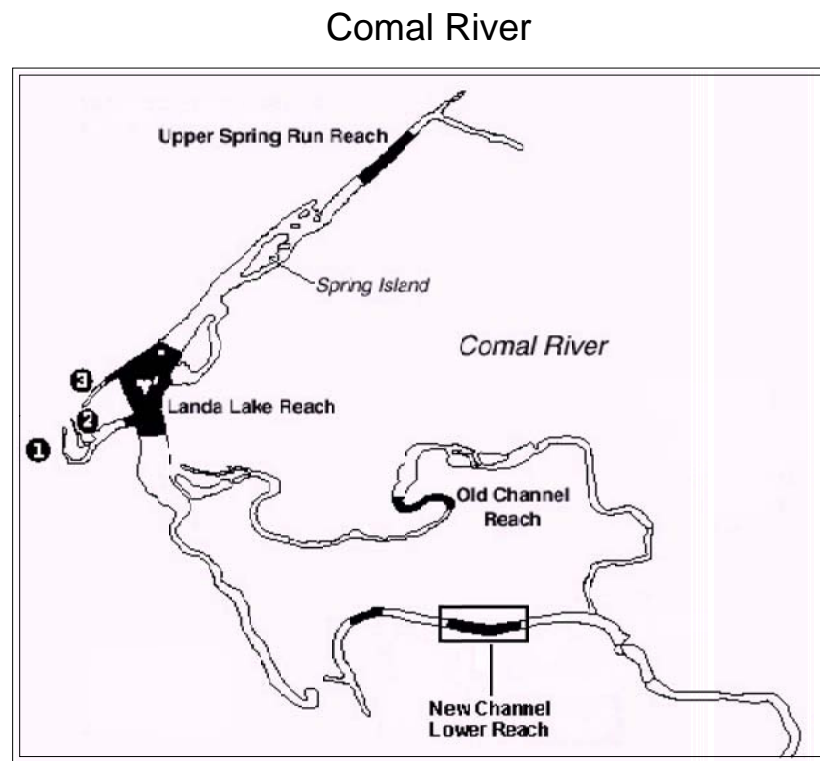 Comal River
Upper Spring Run Reach
Spring Island
Comal River
3
Landa Lake Reach
2
1
Old Channel
Reach
New Channel
Lower Reach